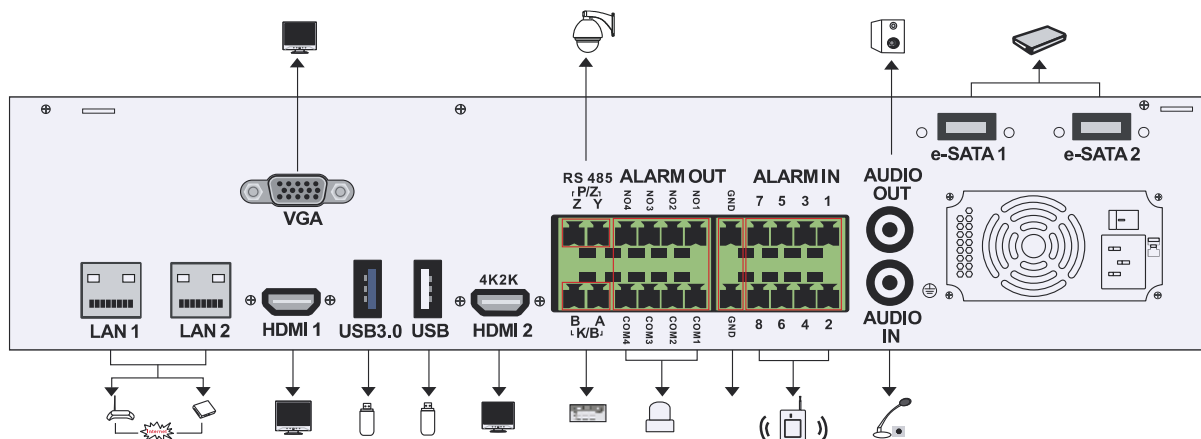 e-SATA 1
e-SATA 2
RS 485
P/Z
Z Y
ALARM OUT
NO4 NO3 NO2 NO1
GND
ALARM IN
7 5 3 1
AUDIO
OUT
VGA
4K2K
LAN 1
LAN 2
HDMI 1
USB3.0
USB
HDMI 2
B A
K/B
COM4 COM3 COM2 COM1
GND
8 6 4 2
AUDIO
IN
Internet